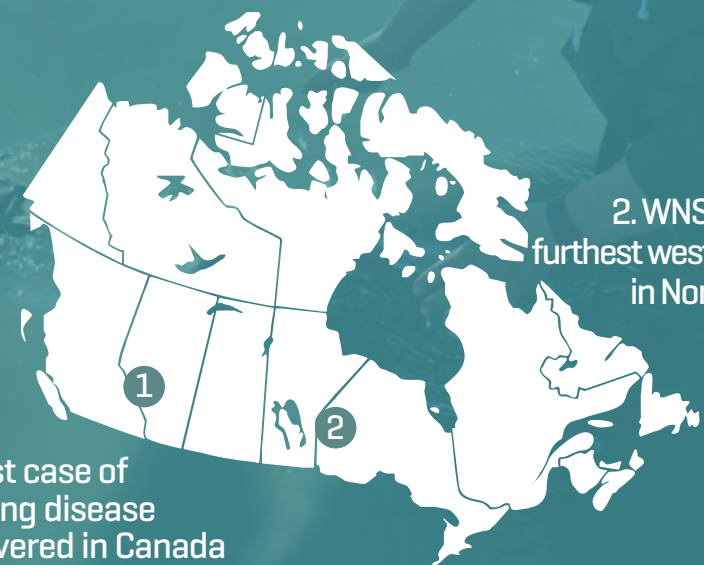 2. WNS
furthest west
in Nor
1
2
st case of
ng disease
vered in Canada